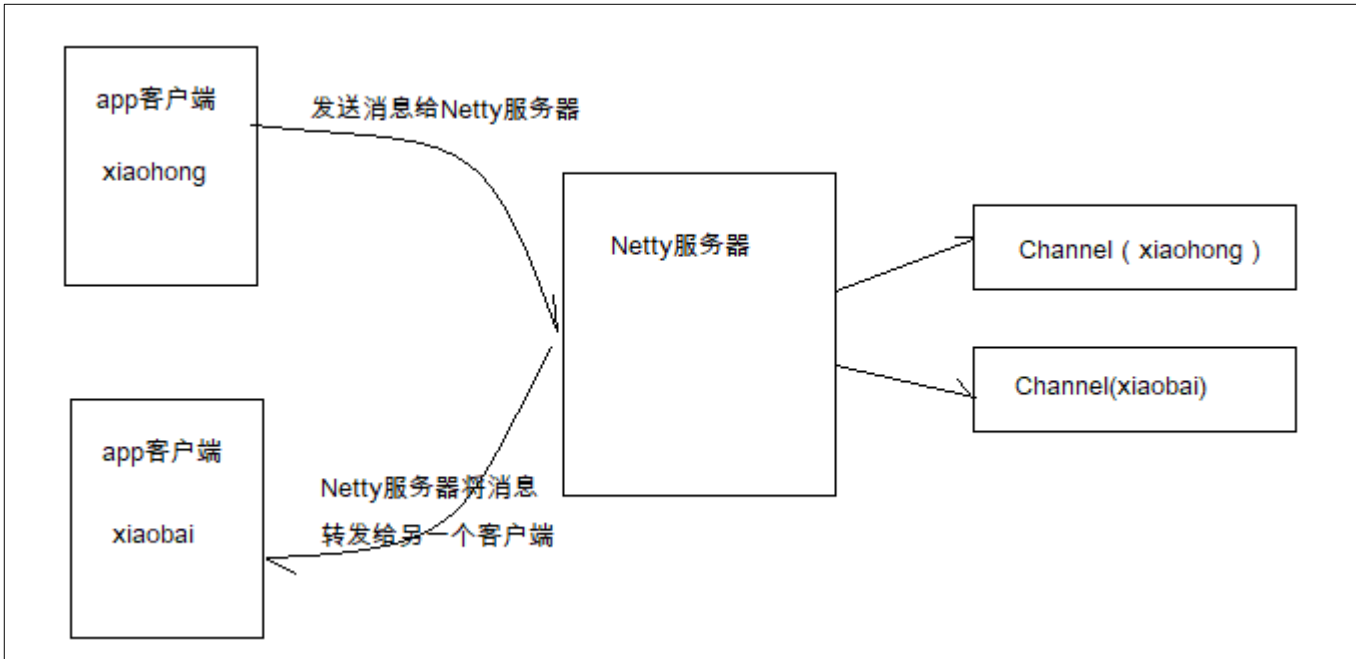 app客户端
xiaohong
发送消息给Netty服务器
Netty服务器
Channel（xiaohong）
Channel(xiaobai)
app客户端
xiaobai
Netty服务器将消息
转发给另一个客户端